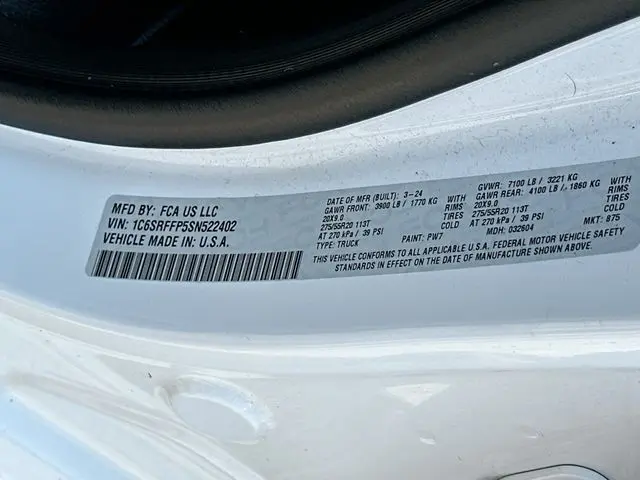 MFD BY: FCA US LLC
VIN: 1C6SRFFP5SN522402
VEHICLE MADE IN: U.S.A.
DATE OF MFR (BUILT): 3-24
GAWR FRONT: 3900 LB / 1770 KG WITH
20X9.0 RIMS
275/55R20 113T COLD
AT 270 kPa / 39 PSI
TYPE: TRUCK PAINT: PW7
GVWR: 7100 LB / 3221 KG
GAWR REAR: 4100 LB / 1860 KG WITH
20X9.0 RIMS
275/55R20 113T COLD
AT 270 kPa / 39 PSI
MDH: 032604 MKT: 875
THIS VEHICLE CONFORMS TO ALL APPLICABLE U.S.A. FEDERAL MOTOR VEHICLE SAFETY
STANDARDS IN EFFECT ON THE DATE OF MANUFACTURE SHOWN ABOVE.